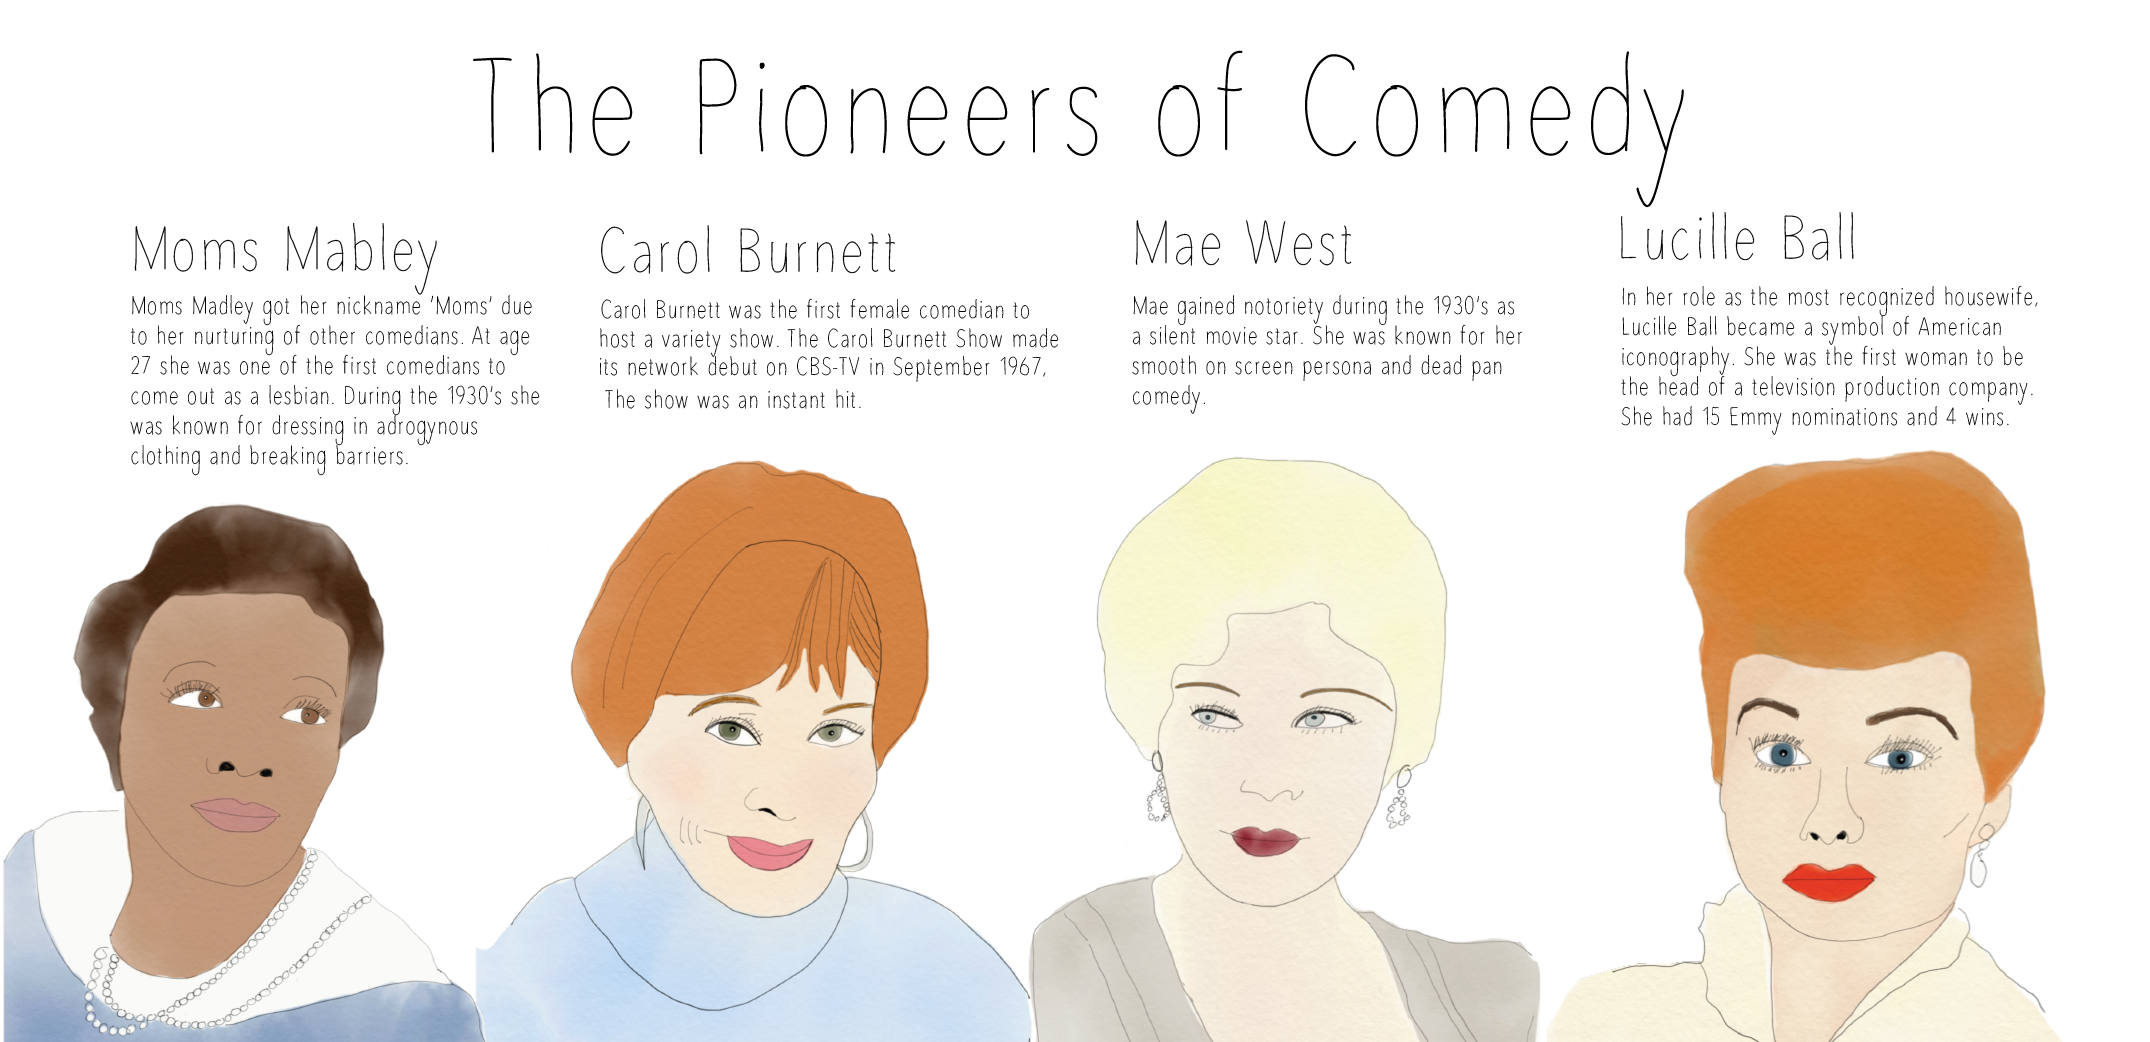 The Pioneers of Comedy
Moms Mabley
Moms Madley got her nickname 'Moms' due
to her nurturing of other comedians. At age
27 she was one of the first comedians to
come out as a lesbian. During the 1930's she
was known for dressing in adrogynous
clothing and breaking barriers.
Carol Burnett
Carol Burnett was the first female comedian to
host a variety show. The Carol Burnett Show made
its network debut on CBS-TV in September 1967,
The show was an instant hit.
Mae West
Mae gained notoriety during the 1930's as
a silent movie star. She was known for her
smooth on screen persona and dead pan
comedy.
Lucille Ball
In her role as the most recognized housewife,
Lucille Ball became a symbol of American
iconography. She was the first woman to be
the head of a television production company.
She had 15 Emmy nominations and 4 wins.